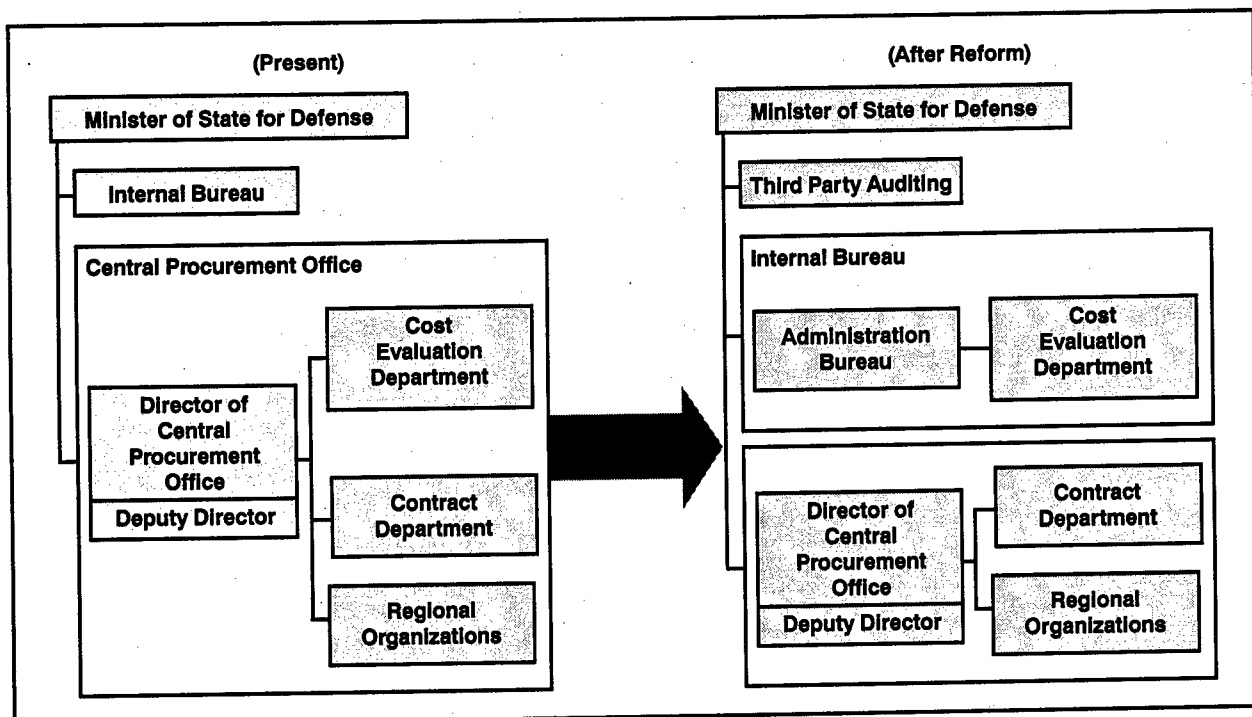 (Present)
Minister of State for Defense
Internal Bureau
Central Procurement Office
Cost
Evaluation
Department
Director of
Central
Procurement
Office
Deputy Director
Contract
Department
Regional
Organizations
(After Reform)
Minister of State for Defense
Third Party Auditing
Internal Bureau
Administration
Bureau
Cost
Evaluation
Department
Director of
Central
Procurement
Office
Deputy Director
Contract
Department
Regional
Organizations